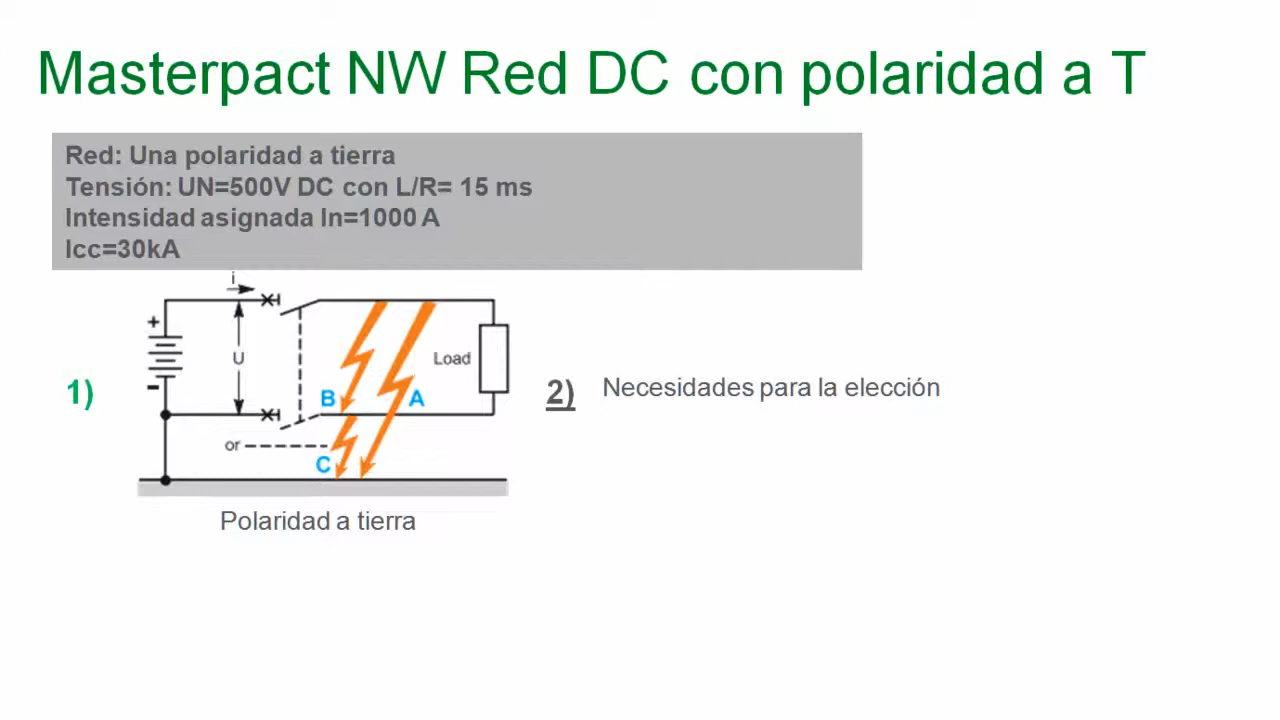 Masterpact NW Red DC con polaridad a T
Red: Una polaridad a tierra
Tensión: UN=500V DC con L/R= 15 ms
Intensidad asignada In=1000 A
Icc=30kA
i
+
U
Load
-
B
A
or
C
Polaridad a tierra
1)
2) Necesidades para la elección